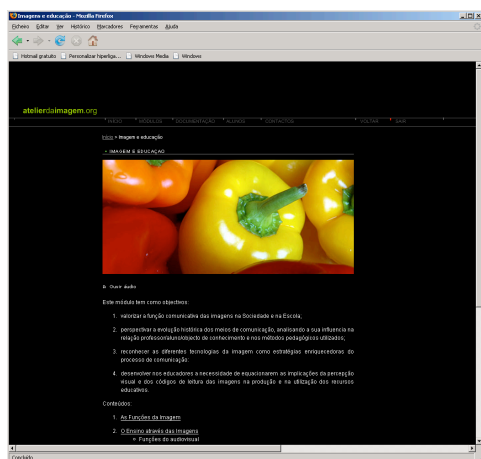 Imagens e educação - Mozilla Firefox
Ficheiro Editar Ver Histórico Marcadores Ferramentas Ajuda
Hotmail gratuito Personalizar hiperliga... Windows Media Windows
atelierdaimagem.org
INÍCIO MÓDULOS DOCUMENTAÇÃO ALUNOS CONTACTOS VOLTAR SAIR
Início » Imagem e educação
IMAGEM E EDUCAÇÃO
Ouvir áudio
Este módulo tem como objectivos:
1. valorizar a função comunicativa das imagens na Sociedade e na Escola;
2. perspectivar a evolução histórica dos meios de comunicação, analisando a sua influência na
relação professor/aluno/objecto de conhecimento e nos métodos pedagógicos utilizados;
3. reconhecer as diferentes tecnologias da imagem como estratégias enriquecedoras do
processo de comunicação;
4. desenvolver nos educadores a necessidade de equacionarem as implicações da percepção
visual e dos códigos de leitura das imagens na produção e na utilização dos recursos
educativos.
Conteúdos:
1. As Funções da Imagem
2. O Ensino através das Imagens
Funções do audiovisual
Concluído